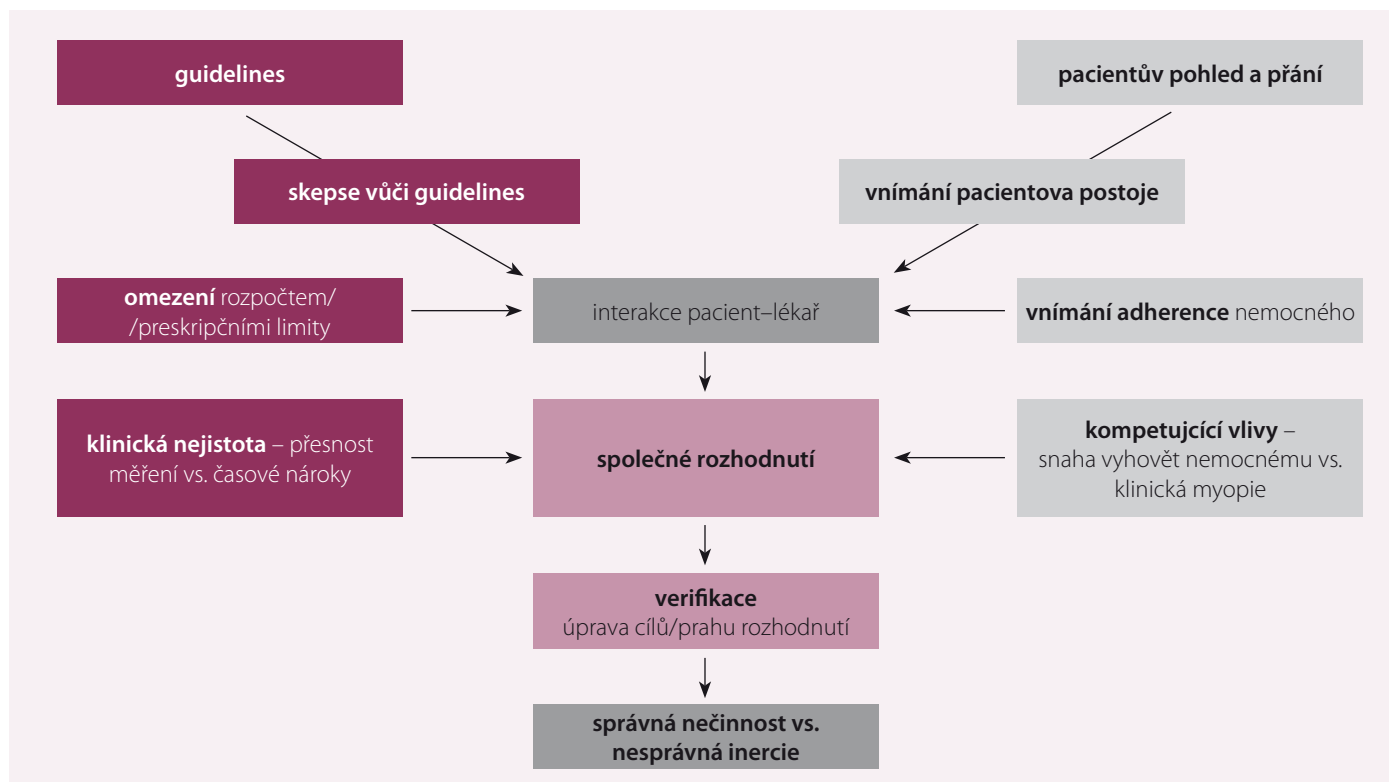 guidelines
pacientův pohled a přání
skepse vůči guidelines
vnímání pacientova postoje
omezení rozpočtem/
/preskripčními limity
interakce pacient–lékař
vnímání adherence nemocného
klinická nejistota – přesnost
měření vs. časové nároky
společné rozhodnutí
kompetujcící vlivy –
snaha vyhovět nemocnému vs.
klinická myopie
verifikace
úprava cílů/prahu rozhodnutí
správná nečinnost vs.
nesprávná inercie